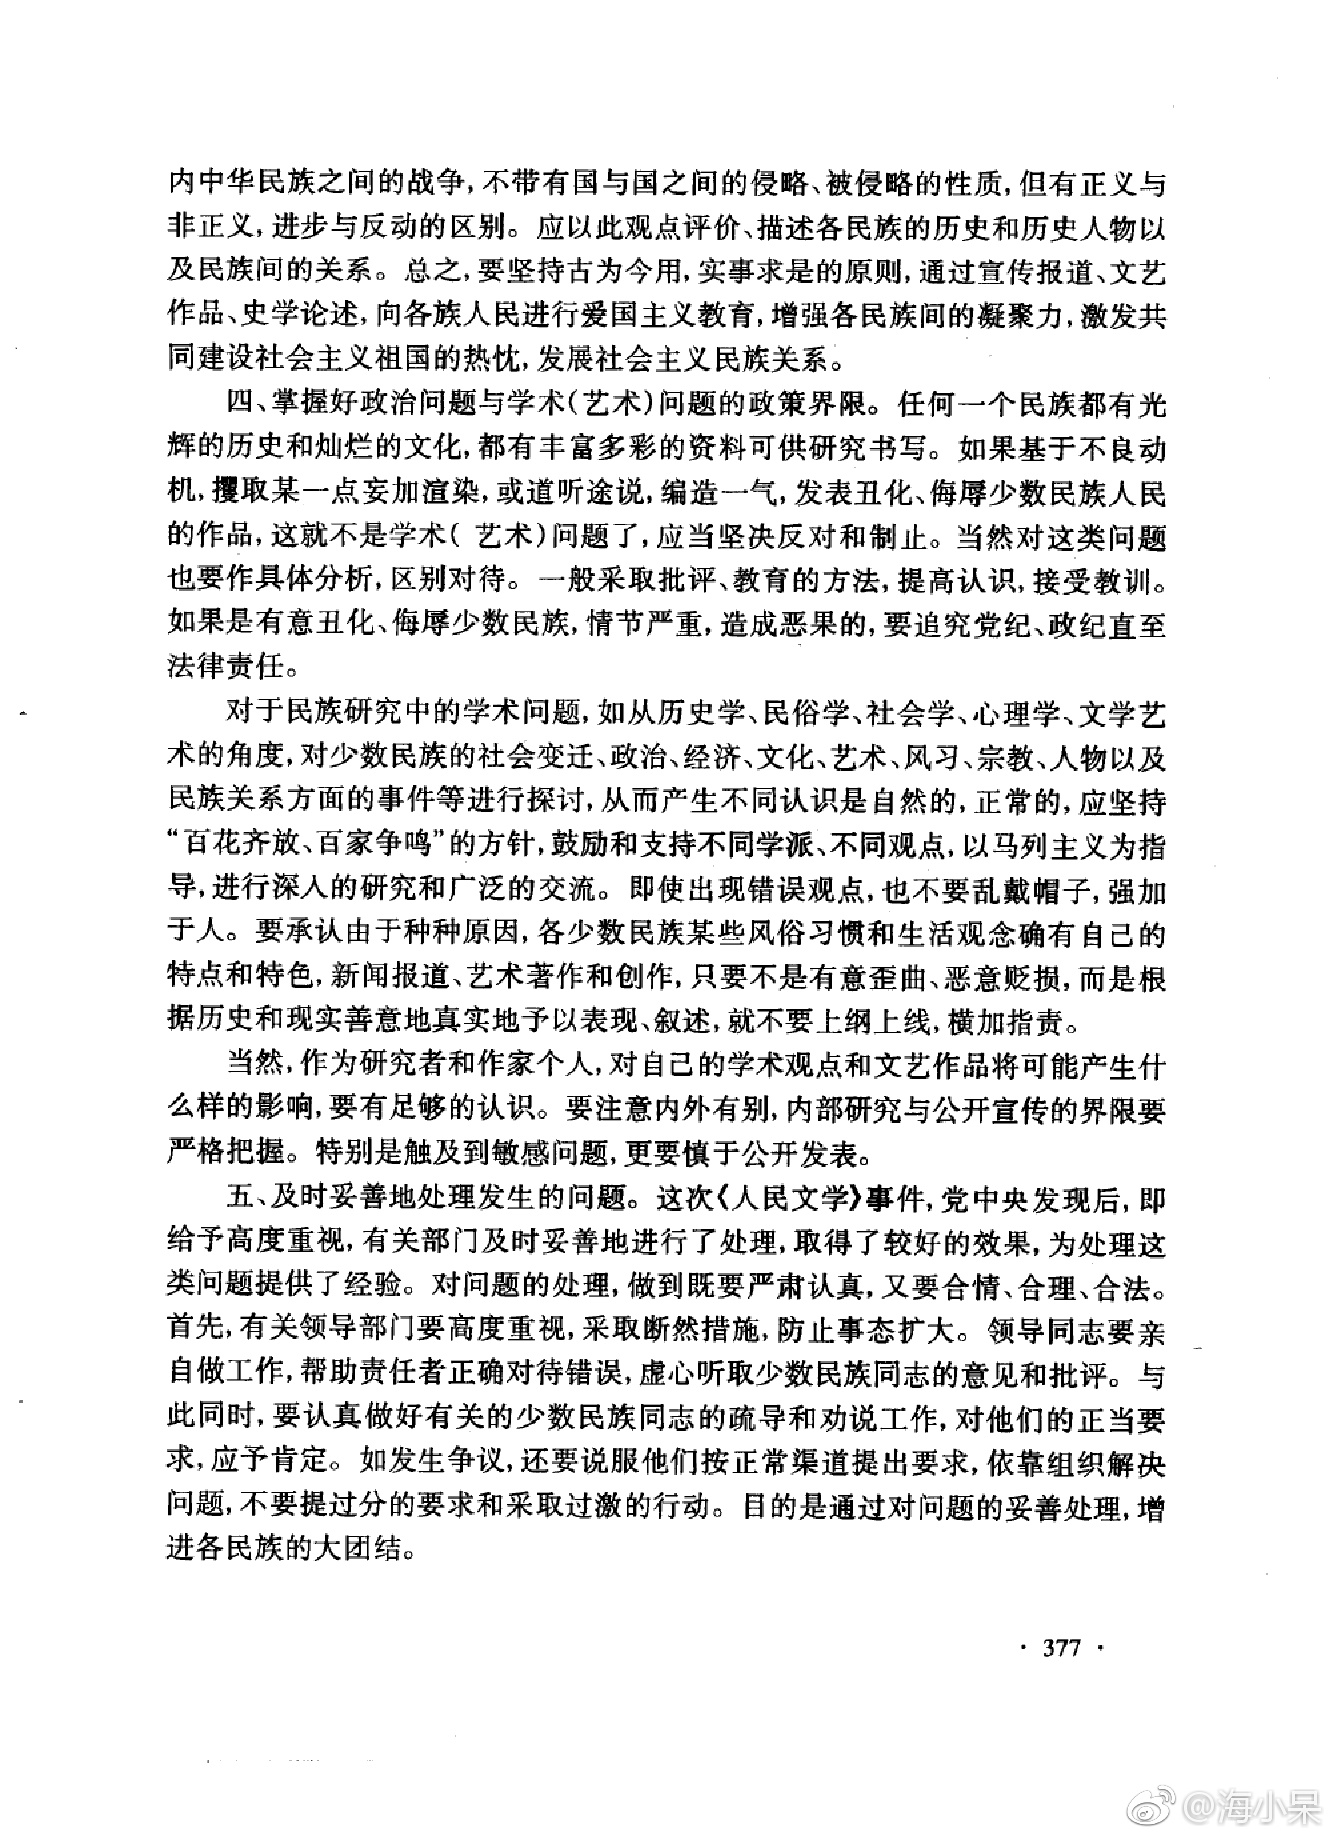 内中华民族之间的战争,不带有国与国之间的侵略、被侵略的性质,但有正义与
非正义,进步与反动的区别。应以此观点评价、描述各民族的历史和历史人物以
及民族间的关系。总之,要坚持古为今用,实事求是的原则,通过宣传报道、文艺
作品、史学论述,向各族人民进行爱国主义教育,增强各民族间的凝聚力,激发共
同建设社会主义祖国的热忱,发展社会主义民族关系。
四、掌握好政治问题与学术(艺术)问题的政策界限。任何一个民族都有光
辉的历史和灿烂的文化,都有丰富多彩的资料可供研究书写。如果基于不良动
机,攫取某一点妄加渲染,或道听途说,编造一气,发表丑化、侮辱少数民族人民
的作品,这就不是学术( 艺术)问题了,应当坚决反对和制止。当然对这类问题
也要作具体分析,区别对待。一般采取批评、教育的方法,提高认识,接受教训。
如果是有意丑化、侮辱少数民族,情节严重,造成恶果的,要追究党纪、政纪直至
法律责任。
对于民族研究中的学术问题,如从历史学、民俗学、社会学、心理学、文学艺
术的角度,对少数民族的社会变迁、政治、经济、文化、艺术、风习、宗教、人物以及
民族关系方面的事件等进行探讨,从而产生不同认识是自然的,正常的,应坚持
“百花齐放、百家争鸣”的方针,鼓励和支持不同学派、不同观点,以马列主义为指
导,进行深人的研究和广泛的交流。即使出现错误观点,也不要乱戴帽子,强加
于人。要承认由于种种原因,各少数民族某些风俗习惯和生活观念确有自己的
特点和特色,新闻报道、艺术著作和创作,只要不是有意歪曲、恶意贬损,而是根
据历史和现实善意地真实地予以表现、叙述,就不要上纲上线,横加指责。
当然,作为研究者和作家个人,对自己的学术观点和文艺作品将可能产生什
么样的影响,要有足够的认识。要注意内外有别,内部研究与公开宣传的界限要
严格把握。特别是触及到敏感问题,更要慎于公开发表。
五、及时妥善地处理发生的问题。这次《人民文学》事件,党中央发现后,即
给予高度重视,有关部门及时妥善地进行了处理,取得了较好的效果,为处理这
类问题提供了经验。对问题的处理,做到既要严肃认真,又要合情、合理、合法。
首先,有关领导部门要高度重视,采取断然措施,防止事态扩大。领导同志要亲
自做工作,帮助责任者正确对待错误,虚心听取少数民族同志的意见和批评。与
此同时,要认真做好有关的少数民族同志的疏导和劝说工作,对他们的正当要
求,应予肯定。如发生争议,还要说服他们按正常渠道提出要求,依靠组织解决
问题,不要提过分的要求和采取过激的行动。目的是通过对问题的妥善处理,增
进各民族的大团结。
· 377 ·
@海小呆